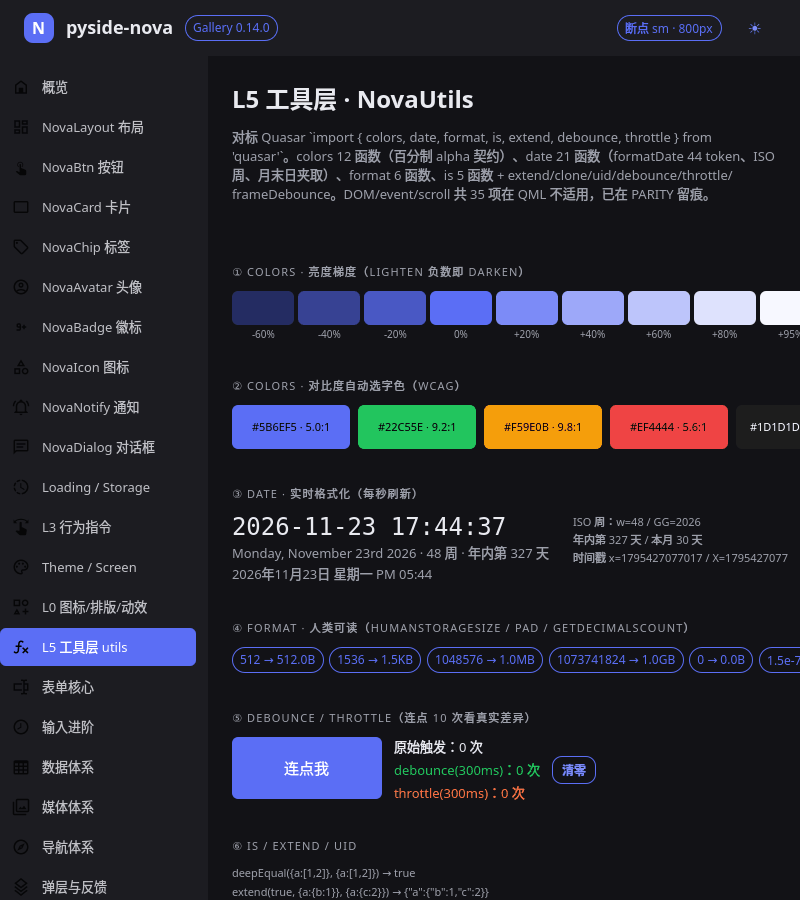 N pyside-nova Gallery 0.14.0 断点 sm · 800px
概览
NovaLayout 布局
NovaBtn 按钮
NovaCard 卡片
NovaChip 标签
NovaAvatar 头像
9+ NovaBadge 徽标
NovaIcon 图标
NovaNotify 通知
NovaDialog 对话框
Loading / Storage
L3 行为指令
Theme / Screen
L0 图标/排版/动效
L5 工具层 utils
表单核心
输入进阶
数据体系
媒体体系
导航体系
弹层与反馈
L5 工具层 · NovaUtils
对标 Quasar `import { colors, date, format, is, extend, debounce, throttle } from
'quasar'`。colors 12 函数（百分制 alpha 契约）、date 21 函数（formatDate 44 token、ISO
周、月末日夹取）、format 6 函数、is 5 函数 + extend/clone/uid/debounce/throttle/
frameDebounce。DOM/event/scroll 共 35 项在 QML 不适用，已在 PARITY 留痕。
① COLORS · 亮度梯度（LIGHTEN 负数即 DARKEN）
-60% -40% -20% 0% +20% +40% +60% +80% +95%
② COLORS · 对比度自动选字色（WCAG）
#5B6EF5 · 5.0:1 #22C55E · 9.2:1 #F59E0B · 9.8:1 #EF4444 · 5.6:1 #1D1D1D
③ DATE · 实时格式化（每秒刷新）
2026-11-23 17:44:37
Monday, November 23rd 2026 · 48 周 · 年内第 327 天
2026年11月23日 星期一 PM 05:44
ISO 周：w=48 / GG=2026
年内第 327 天 / 本月 30 天
时间戳 x=1795427077017 / X=1795427077
④ FORMAT · 人类可读（HUMANSTORAGESIZE / PAD / GETDECIMALSCOUNT）
512 → 512.0B 1536 → 1.5KB 1048576 → 1.0MB 1073741824 → 1.0GB 0 → 0.0B 1.5e-7
⑤ DEBOUNCE / THROTTLE（连点 10 次看真实差异）
连点我
原始触发：0 次
debounce(300ms)：0 次
throttle(300ms)：0 次
清零
⑥ IS / EXTEND / UID
deepEqual({a:[1,2]}, {a:[1,2]}) → true
extend(true, {a:{b:1}}, {a:{c:2}}) → {"a":{"b":1,"c":2}}